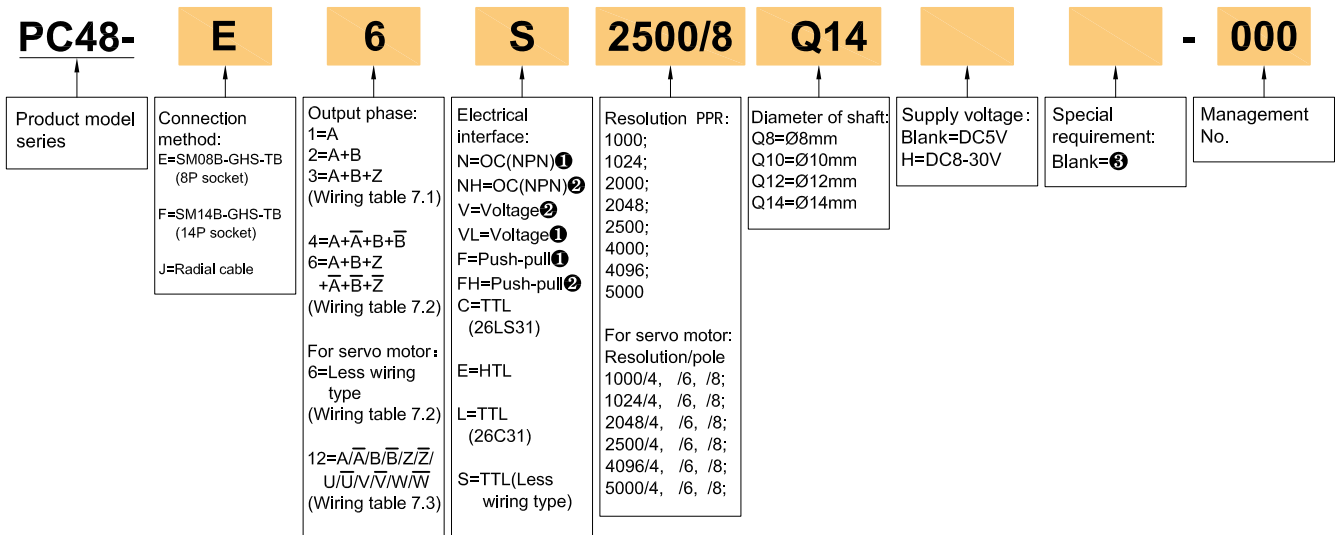 PC48- E 6 S 2500/8 Q14 - 000
Product model
series
Connection
method:
E=SM08B-GHS-TB
(8P socket)
F=SM14B-GHS-TB
(14P socket)
J=Radial cable
Output phase:
1=A
2=A+B
3=A+B+Z
(Wiring table 7.1)
4=A+A̅+B+B̅
6=A+B+Z
+A̅+B̅+Z̅
(Wiring table 7.2)
For servo motor:
6=Less wiring
type
(Wiring table 7.2)
12=A/A̅/B/B̅/Z/Z̅/
U/U̅/V/V̅/W/W̅
(Wiring table 7.3)
Electrical
interface:
N=OC(NPN)❶
NH=OC(NPN)❷
V=Voltage❷
VL=Voltage❶
F=Push-pull❶
FH=Push-pull❷
C=TTL
(26LS31)
E=HTL
L=TTL
(26C31)
S=TTL(Less
wiring type)
Resolution PPR:
1000;
1024;
2000;
2048;
2500;
4000;
4096;
5000
For servo motor:
Resolution/pole
1000/4, /6, /8;
1024/4, /6, /8;
2048/4, /6, /8;
2500/4, /6, /8;
4096/4, /6, /8;
5000/4, /6, /8;
Diameter of shaft:
Q8=Ø8mm
Q10=Ø10mm
Q12=Ø12mm
Q14=Ø14mm
Supply voltage:
Blank=DC5V
H=DC8-30V
Special
requirement:
Blank=❸
Management
No.